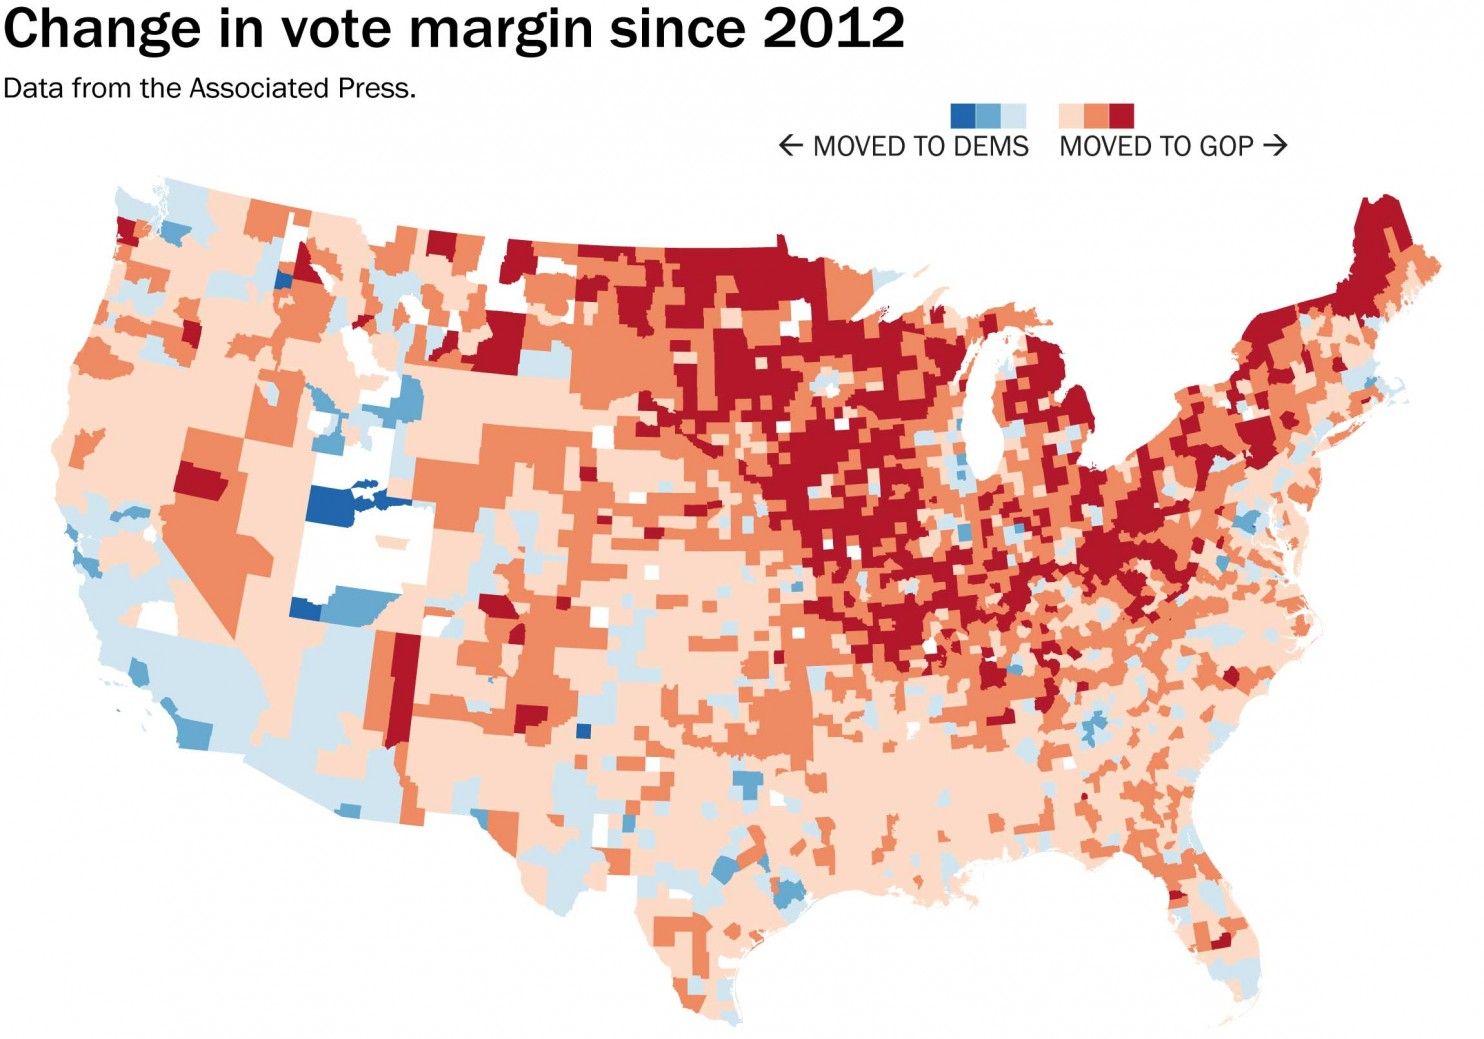 Change in vote margin since 2012
Data from the Associated Press.
← MOVED TO DEMS MOVED TO GOP →